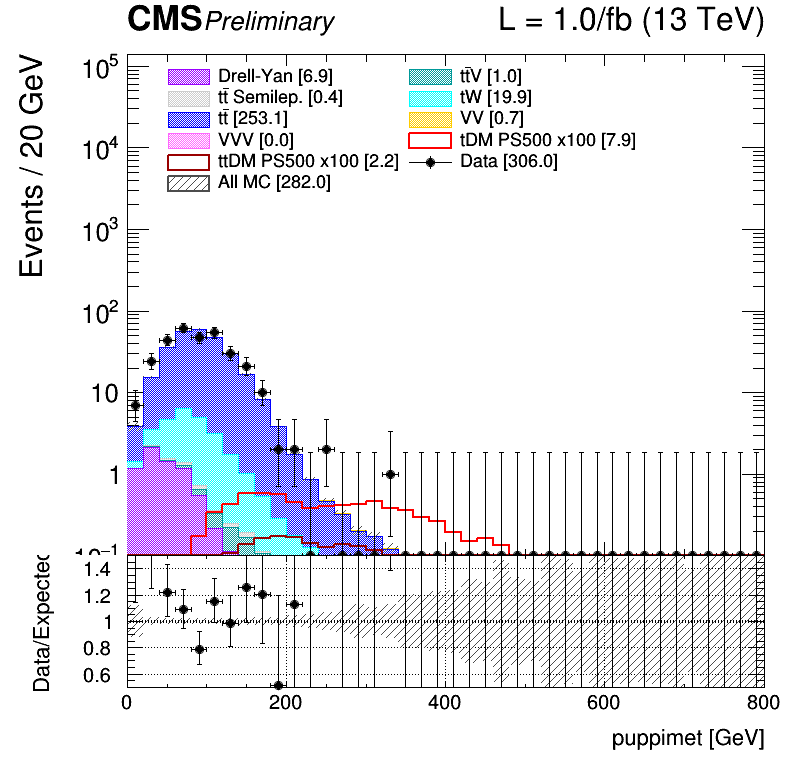 CMS Preliminary L = 1.0/fb (13 TeV)
Events / 20 GeV
10⁵
10⁴
10³
10²
10
1
10⁻¹
Drell-Yan [6.9]
tt̄V [1.0]
tt̄ Semilep. [0.4]
tW [19.9]
tt̄ [253.1]
VV [0.7]
VVV [0.0]
tDM PS500 x100 [7.9]
ttDM PS500 x100 [2.2]
Data [306.0]
All MC [282.0]
Data/Expected
1.4
1.2
1
0.8
0.6
0 200 400 600 800
puppimet [GeV]